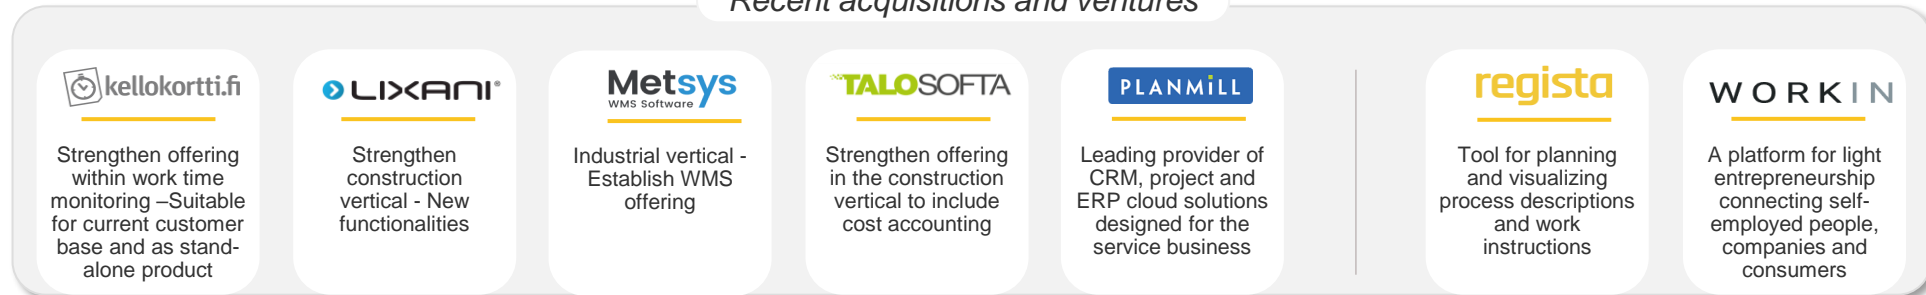 Recent acquisitions and ventures
kellokortti.fi
Strengthen offering
within work time
monitoring –Suitable
for current customer
base and as stand-
alone product
LIXANI®
Strengthen
construction
vertical - New
functionalities
Metsys
WMS Software
Industrial vertical -
Establish WMS
offering
TALOSOFTA
Strengthen offering
in the construction
vertical to include
cost accounting
PLANMiLL
Leading provider of
CRM, project and
ERP cloud solutions
designed for the
service business
regista
Tool for planning
and visualizing
process descriptions
and work
instructions
WORKIN
A platform for light
entrepreneurship
connecting self-
employed people,
companies and
consumers